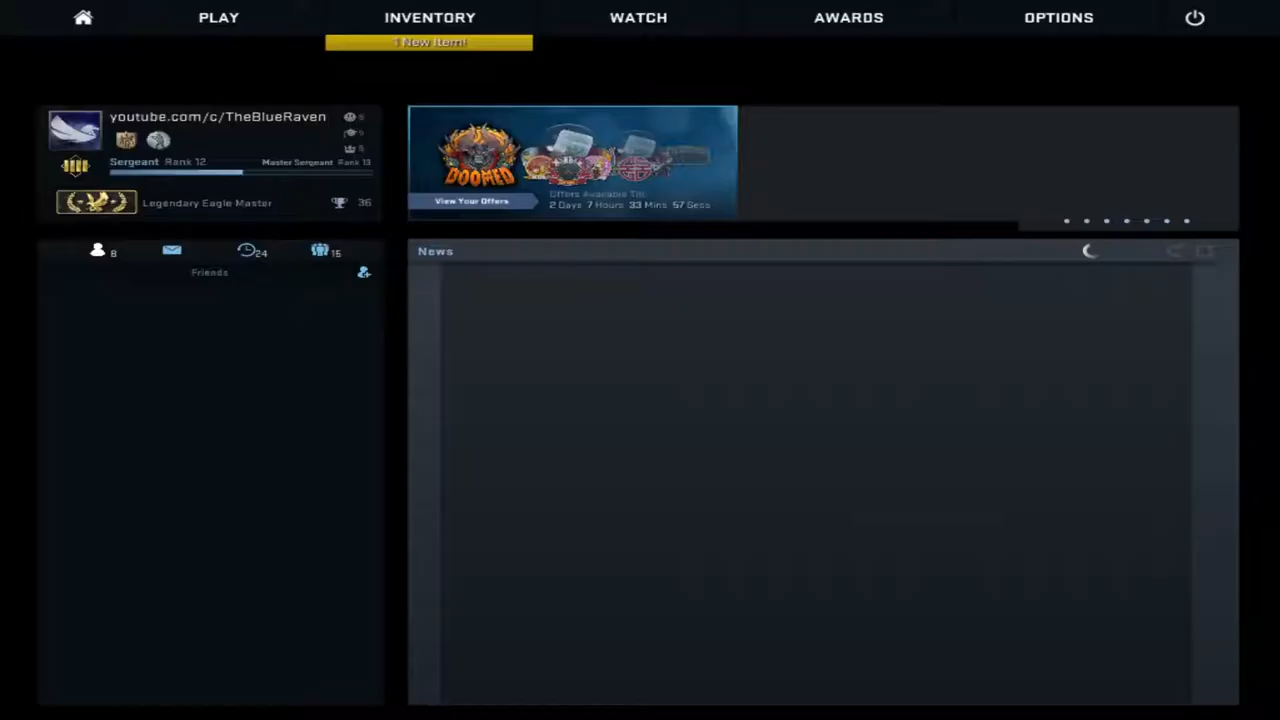 PLAY
INVENTORY
WATCH
AWARDS
OPTIONS
1 New Item!
youtube.com/c/TheBlueRaven
Sergeant Rank 12
Master Sergeant Rank 13
Legendary Eagle Master
36
DOOMED
View Your Offers
Offers Available Til:
2 Days 7 Hours 33 Mins 57 Secs
8
24
15
Friends
News